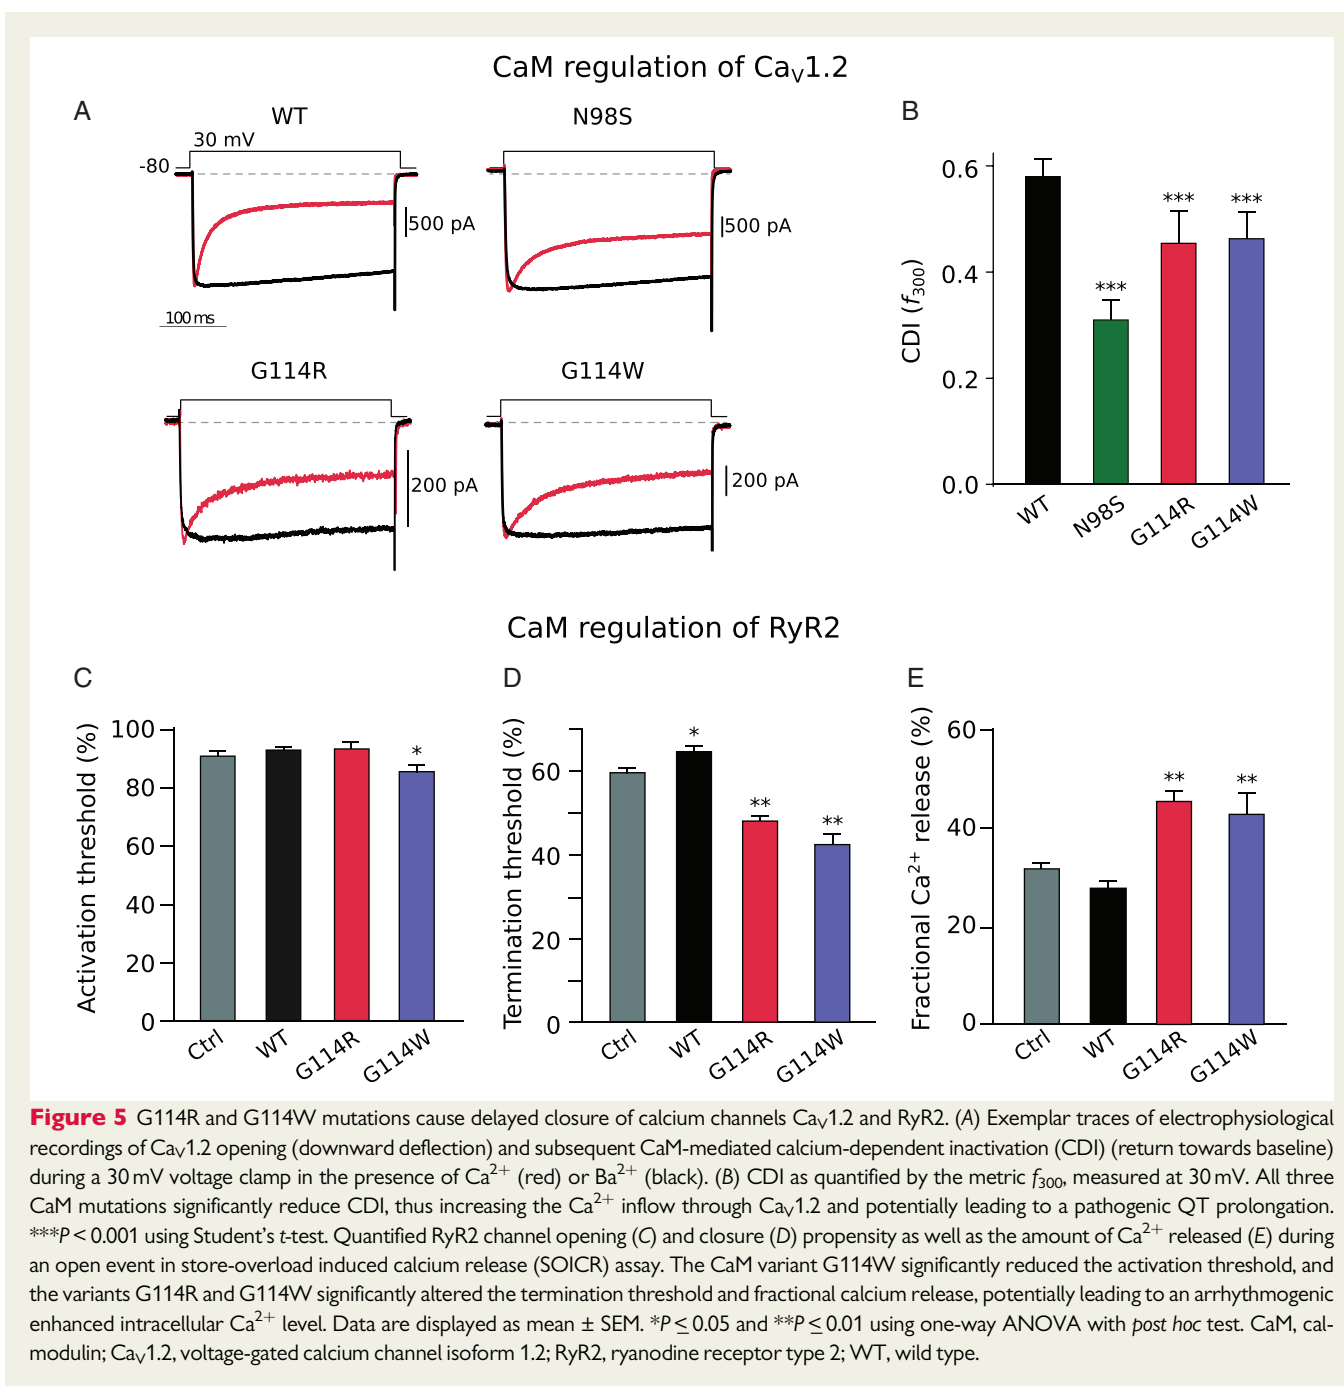 CaM regulation of CaV1.2
A
WT
30 mV
-80
500 pA
100 ms
N98S
500 pA
G114R
200 pA
G114W
200 pA
B
CDI (f300)
0.6
0.4
0.2
0.0
***
***
***
WT
N98S
G114R
G114W
CaM regulation of RyR2
C
Activation threshold (%)
100
80
60
40
20
0
*
Ctrl
WT
G114R
G114W
D
Termination threshold (%)
60
40
20
0
*
**
**
Ctrl
WT
G114R
G114W
E
Fractional Ca2+ release (%)
60
40
20
0
**
**
Ctrl
WT
G114R
G114W
Figure 5 G114R and G114W mutations cause delayed closure of calcium channels CaV1.2 and RyR2. (A) Exemplar traces of electrophysiological
recordings of CaV1.2 opening (downward deflection) and subsequent CaM-mediated calcium-dependent inactivation (CDI) (return towards baseline)
during a 30 mV voltage clamp in the presence of Ca2+ (red) or Ba2+ (black). (B) CDI as quantified by the metric f300, measured at 30 mV. All three
CaM mutations significantly reduce CDI, thus increasing the Ca2+ inflow through CaV1.2 and potentially leading to a pathogenic QT prolongation.
***P < 0.001 using Student's t-test. Quantified RyR2 channel opening (C) and closure (D) propensity as well as the amount of Ca2+ released (E) during
an open event in store-overload induced calcium release (SOICR) assay. The CaM variant G114W significantly reduced the activation threshold, and
the variants G114R and G114W significantly altered the termination threshold and fractional calcium release, potentially leading to an arrhythmogenic
enhanced intracellular Ca2+ level. Data are displayed as mean ± SEM. *P ≤ 0.05 and **P ≤ 0.01 using one-way ANOVA with post hoc test. CaM, cal-
modulin; CaV1.2, voltage-gated calcium channel isoform 1.2; RyR2, ryanodine receptor type 2; WT, wild type.